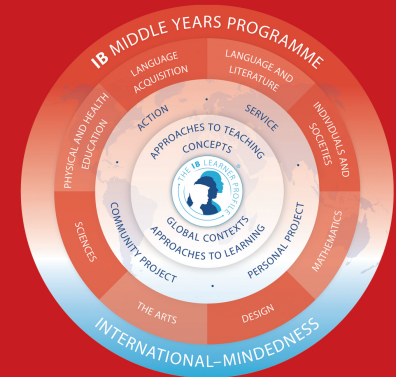 IB MIDDLE YEARS PROGRAMME
LANGUAGE
ACQUISITION
LANGUAGE AND
LITERATURE
PHYSICAL AND HEALTH
EDUCATION
INDIVIDUALS AND
SOCIETIES
SCIENCES
MATHEMATICS
THE ARTS
DESIGN
ACTION
SERVICE
COMMUNITY PROJECT
PERSONAL PROJECT
APPROACHES TO TEACHING
CONCEPTS
THE IB LEARNER PROFILE
GLOBAL CONTEXTS
APPROACHES TO LEARNING
INTERNATIONAL-MINDEDNESS